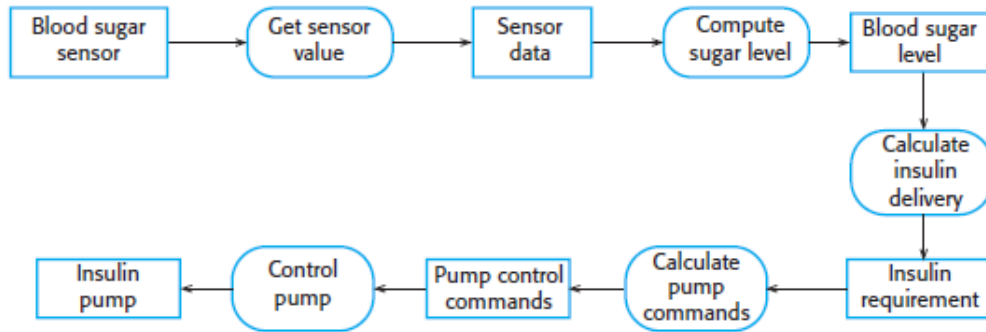 Blood sugar
sensor
Get sensor
value
Sensor
data
Compute
sugar level
Blood sugar
level
Calculate
insulin
delivery
Insulin
requirement
Calculate
pump
commands
Pump control
commands
Control
pump
Insulin
pump